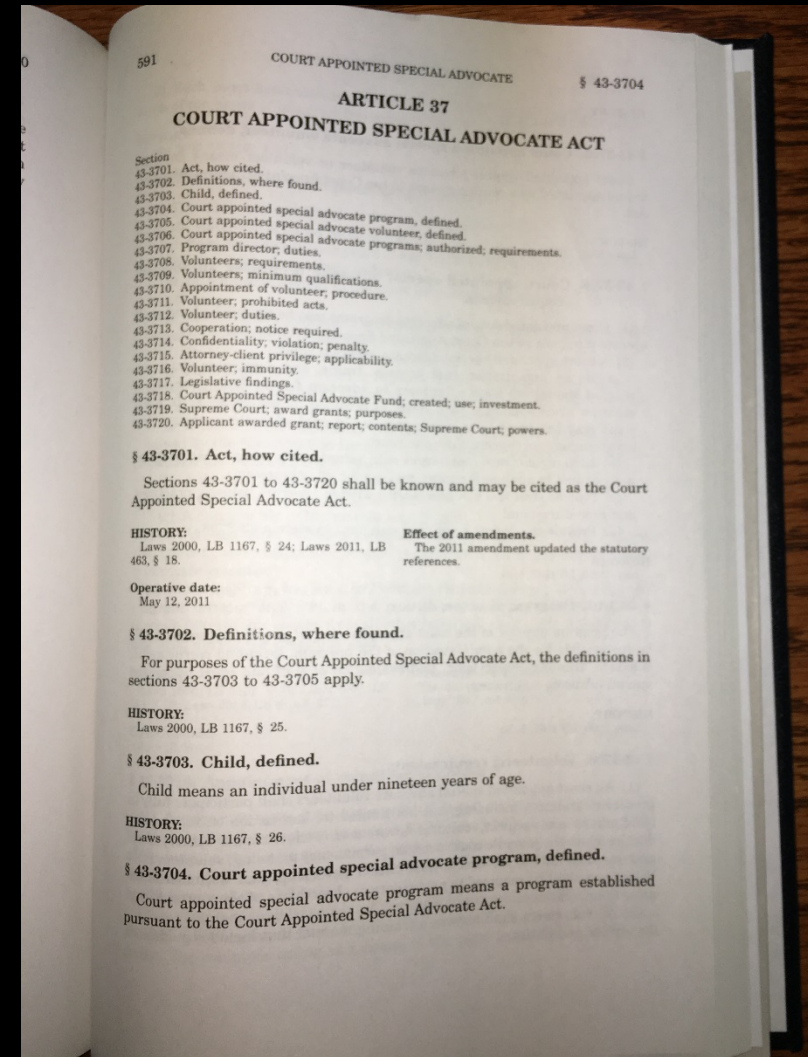 591 COURT APPOINTED SPECIAL ADVOCATE § 43-3704
ARTICLE 37
COURT APPOINTED SPECIAL ADVOCATE ACT
Section
43-3701. Act, how cited.
43-3702. Definitions, where found.
43-3703. Child, defined.
43-3704. Court appointed special advocate program, defined.
43-3705. Court appointed special advocate volunteer, defined.
43-3706. Court appointed special advocate programs; authorized; requirements.
43-3707. Program director; duties.
43-3708. Volunteers; requirements.
43-3709. Volunteers; minimum qualifications.
43-3710. Appointment of volunteer; procedure.
43-3711. Volunteer; prohibited acts.
43-3712. Volunteer; duties.
43-3713. Cooperation; notice required.
43-3714. Confidentiality; violation; penalty.
43-3715. Attorney-client privilege; applicability.
43-3716. Volunteer; immunity.
43-3717. Legislative findings.
43-3718. Court Appointed Special Advocate Fund; created; use; investment.
43-3719. Supreme Court; award grants; purposes.
43-3720. Applicant awarded grant; report; contents; Supreme Court; powers.
§ 43-3701. Act, how cited.
Sections 43-3701 to 43-3720 shall be known and may be cited as the Court
Appointed Special Advocate Act.
HISTORY:
Laws 2000, LB 1167, § 24; Laws 2011, LB
463, § 18.
Operative date:
May 12, 2011
Effect of amendments.
The 2011 amendment updated the statutory
references.
§ 43-3702. Definitions, where found.
For purposes of the Court Appointed Special Advocate Act, the definitions in
sections 43-3703 to 43-3705 apply.
HISTORY:
Laws 2000, LB 1167, § 25.
§ 43-3703. Child, defined.
Child means an individual under nineteen years of age.
HISTORY:
Laws 2000, LB 1167, § 26.
§ 43-3704. Court appointed special advocate program, defined.
Court appointed special advocate program means a program established
pursuant to the Court Appointed Special Advocate Act.